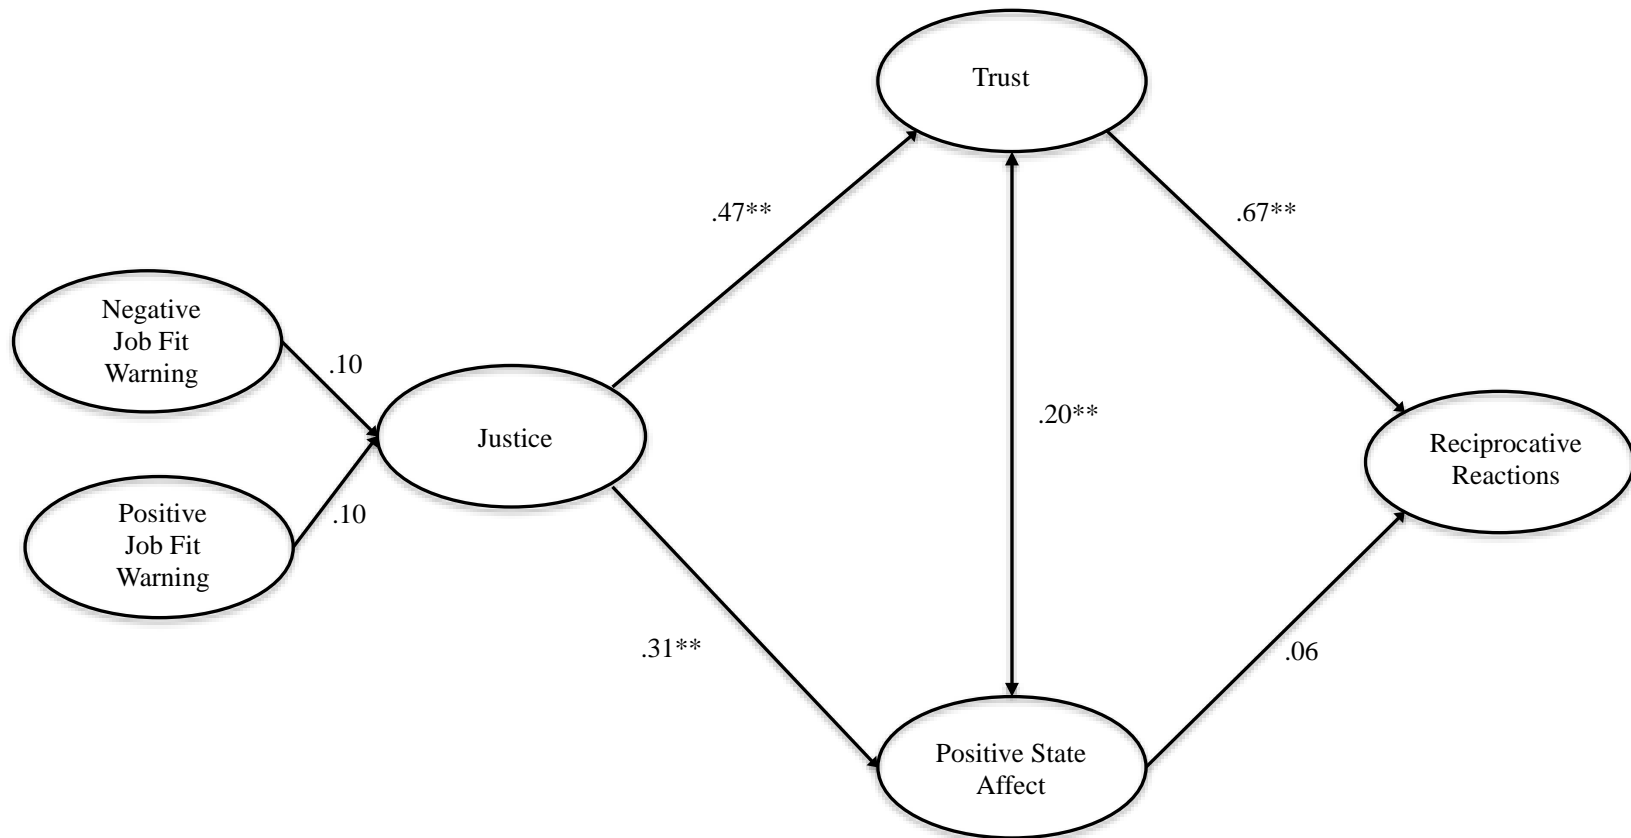 Trust
.47**
.67**
Negative
Job Fit
Warning
.10
Justice
.20**
Reciprocative
Reactions
Positive
Job Fit
Warning
.10
.31**
.06
Positive State
Affect